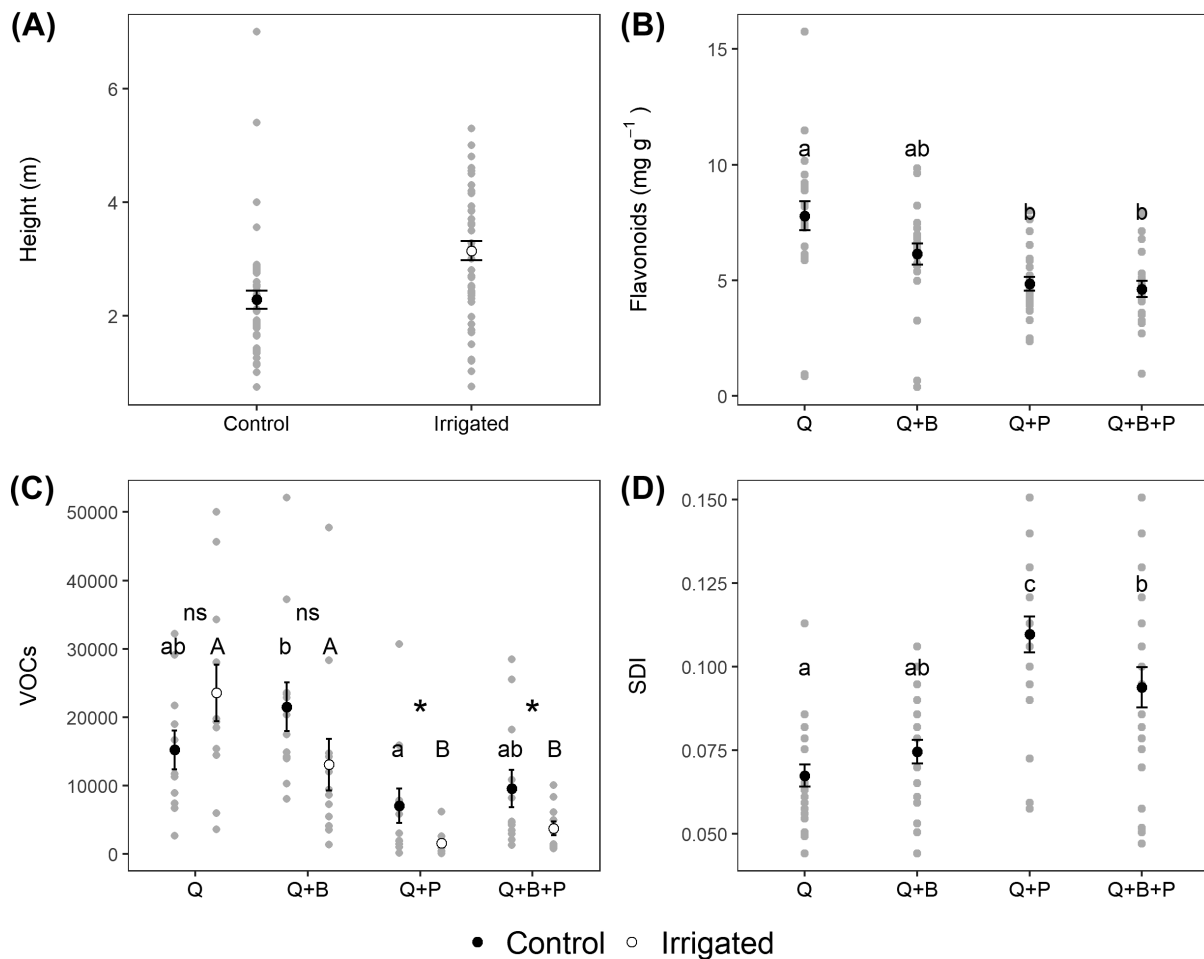 (A)
Height (m)
6
4
2
Control Irrigated
(B)
Flavonoids (mg g⁻¹)
15
10
5
0
a ab b b
Q Q+B Q+P Q+B+P
(C)
VOCs
50000
40000
30000
20000
10000
0
ns ns
ab A b A
* *
a B ab B
Q Q+B Q+P Q+B+P
(D)
SDI
0.150
0.125
0.100
0.075
0.050
a ab c b
Q Q+B Q+P Q+B+P
Control Irrigated